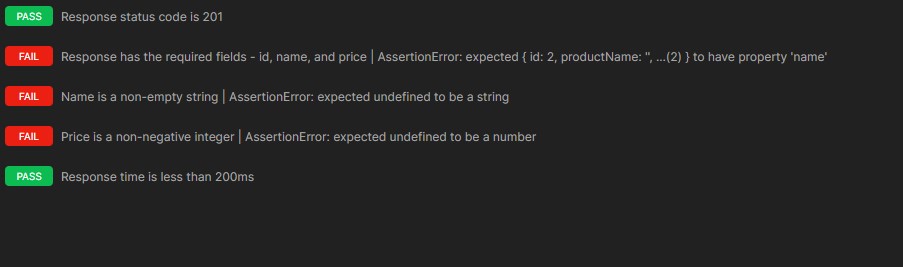 PASS Response status code is 201
FAIL Response has the required fields - id, name, and price | AssertionError: expected { id: 2, productName: '', …(2) } to have property 'name'
FAIL Name is a non-empty string | AssertionError: expected undefined to be a string
FAIL Price is a non-negative integer | AssertionError: expected undefined to be a number
PASS Response time is less than 200ms